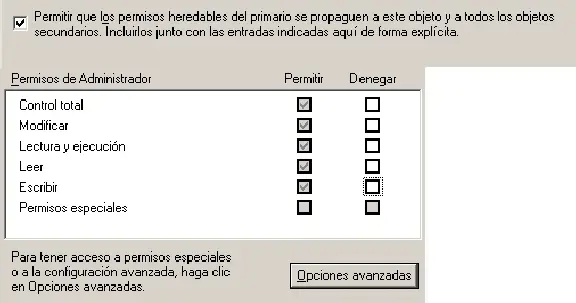 Permitir que los permisos heredables del primario se propaguen a este objeto y a todos los objetos
secundarios. Incluirlos junto con las entradas indicadas aquí de forma explícita.
Permisos de Administrador Permitir Denegar
Control total
Modificar
Lectura y ejecución
Leer
Escribir
Permisos especiales
Para tener acceso a permisos especiales
o a la configuración avanzada, haga clic
en Opciones avanzadas.
Opciones avanzadas